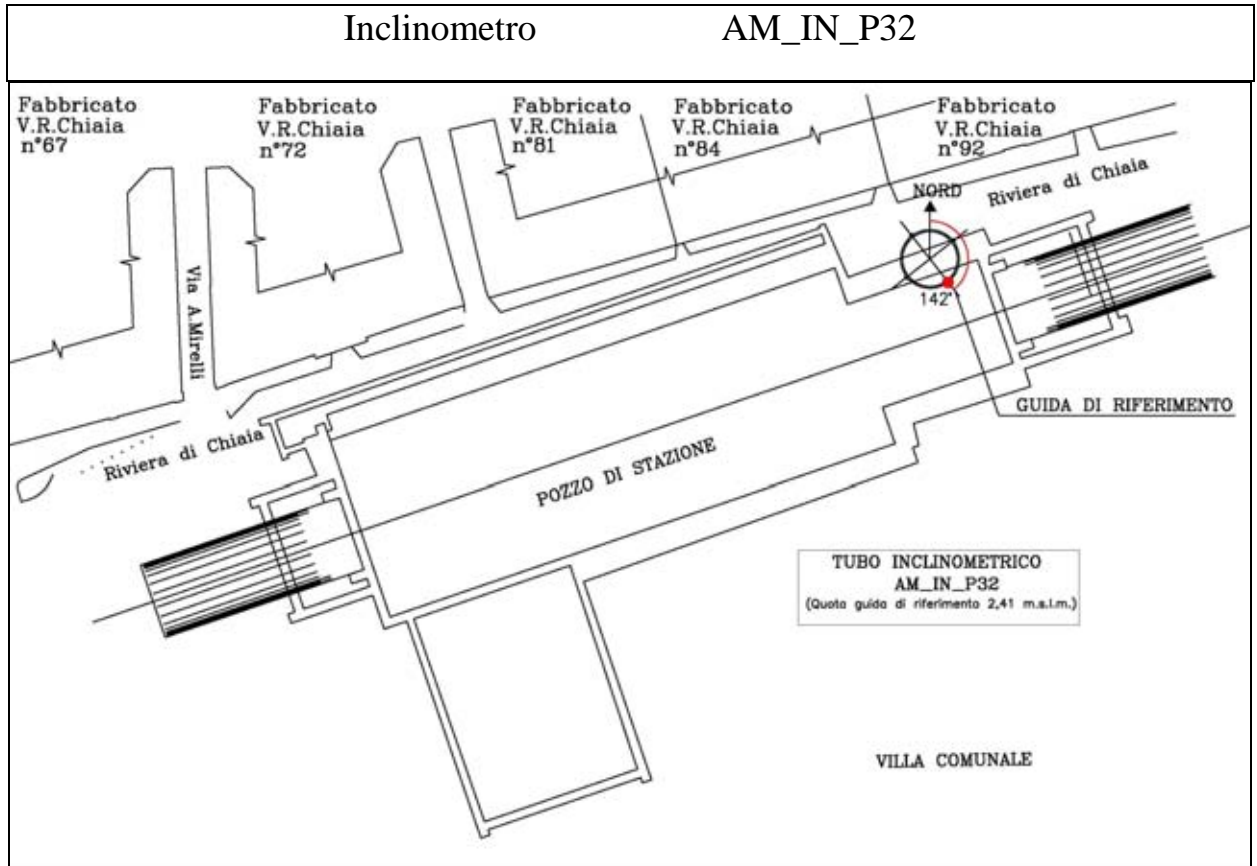 Inclinometro AM_IN_P32
Fabbricato
V.R.Chiaia
n°67
Fabbricato
V.R.Chiaia
n°72
Fabbricato
V.R.Chiaia
n°81
Fabbricato
V.R.Chiaia
n°84
Fabbricato
V.R.Chiaia
n°92
NORD
Riviera di Chiaia
142°
Via A.Mirelli
GUIDA DI RIFERIMENTO
Riviera di Chiaia
POZZO DI STAZIONE
TUBO INCLINOMETRICO
AM_IN_P32
(Quota guida di riferimento 2,41 m.s.l.m.)
VILLA COMUNALE